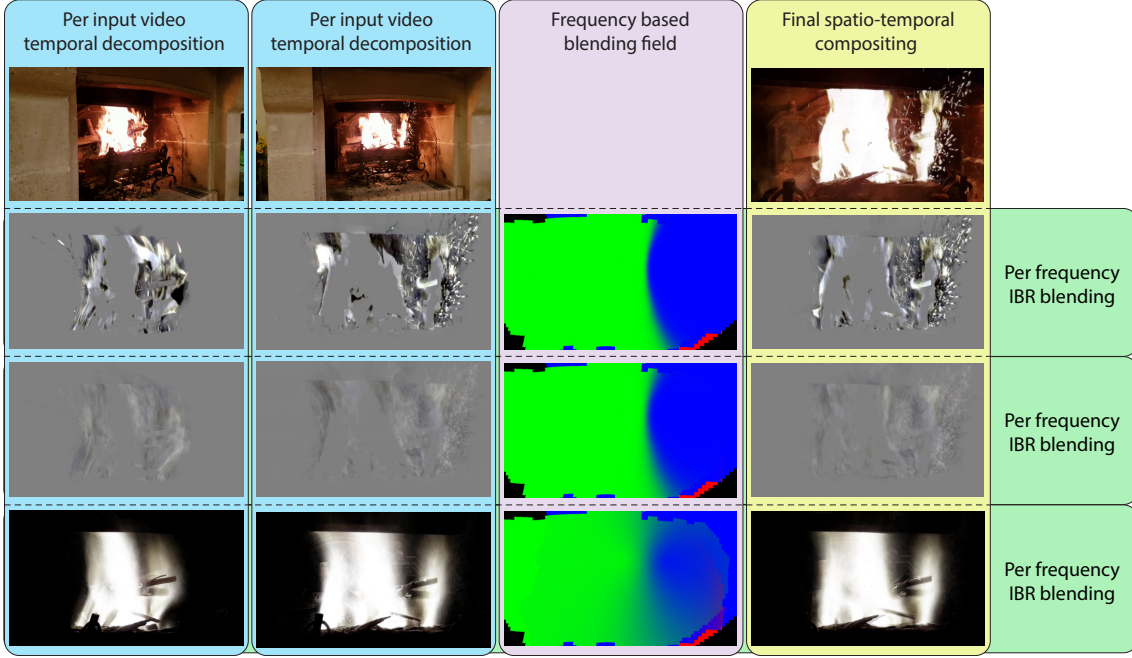 Per input video
temporal decomposition
Per input video
temporal decomposition
Frequency based
blending field
Final spatio-temporal
compositing
Per frequency
IBR blending
Per frequency
IBR blending
Per frequency
IBR blending